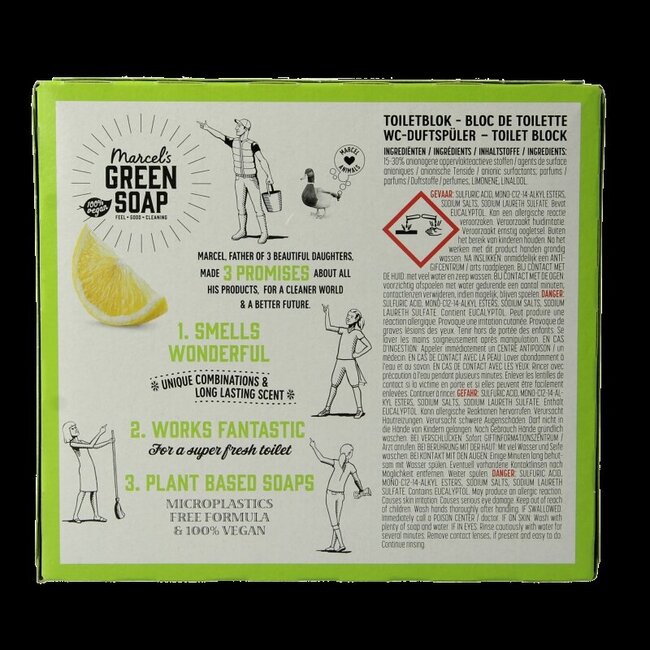 Marcel's
GREEN
SOAP
100%
Vegan
FEEL • GOOD • CLEANING
MARCEL
ANIMALS
MARCEL, FATHER OF 3 BEAUTIFUL DAUGHTERS,
MADE 3 PROMISES ABOUT ALL
HIS PRODUCTS, FOR A CLEANER WORLD
& A BETTER FUTURE.
1. SMELLS
WONDERFUL
UNIQUE COMBINATIONS &
LONG LASTING SCENT
2. WORKS FANTASTIC
For a super fresh toilet
3. PLANT BASED SOAPS
MICROPLASTICS
FREE FORMULA
& 100% VEGAN
TOILETBLOK - BLOC DE TOILETTE
WC-DUFTSPÜLER – TOILET BLOCK
INGREDIËNTEN / INGRÉDIENTS / INHALTSTOFFE / INGREDIENTS:
15-30% anionogene oppervlakteactieve stoffen / agents de surface
anioniques / anionische Tenside / anionic surfactants; parfums /
parfums / Duftstoffe / perfumes, LIMONENE, LINALOOL.
GEVAAR: SULFURIC ACID, MONO-C12-14-ALKYL ESTERS,
SODIUM SALTS, SODIUM LAURETH SULFATE. Bevat
EUCALYPTOL. Kan een allergische reactie
veroorzaken. Veroorzaakt huidirritatie.
Veroorzaakt ernstig oogletsel. Buiten
het bereik van kinderen houden. Na het
werken met dit product handen grondig
wassen. NA INSLIKKEN: onmiddellijk een ANTI-
GIFCENTRUM / arts raadplegen. BIJ CONTACT MET
DE HUID: met veel water en zeep wassen. BIJ CONTACT MET DE OGEN:
voorzichtig afspoelen met water gedurende een aantal minuten;
contactlenzen verwijderen, indien mogelijk; blijven spoelen. DANGER:
SULFURIC ACID, MONO-C12-14-ALKYL ESTERS, SODIUM SALTS, SODIUM
LAURETH SULFATE. Contient EUCALYPTOL. Peut produire une
réaction allergique. Provoque une irritation cutanée. Provoque de
graves lésions des yeux. Tenir hors de portée des enfants. Se
laver les mains soigneusement après manipulation. EN CAS
D'INGESTION: Appeler immédiatement un CENTRE ANTIPOISON / un
médecin. EN CAS DE CONTACT AVEC LA PEAU: Laver abondamment à
l'eau et au savon. EN CAS DE CONTACT AVEC LES YEUX: Rincer avec
précaution à l'eau pendant plusieurs minutes. Enlever les lentilles de
contact si la victime en porte et si elles peuvent être facilement
enlevées. Continuer à rincer. GEFAHR: SULFURIC ACID, MONO-C12-14-AL-
KYL ESTERS, SODIUM SALTS, SODIUM LAURETH SULFATE. Enthält
EUCALYPTOL. Kann allergische Reaktionen hervorrufen. Verursacht
Hautreizungen. Verursacht schwere Augenschäden. Darf nicht in
die Hände von Kindern gelangen. Nach Gebrauch Hände gründlich
waschen. BEI VERSCHLUCKEN: Sofort GIFTINFORMATIONSZENTRUM /
Arzt anrufen. BEI BERÜHRUNG MIT DER HAUT: Mit viel Wasser und Seife
waschen. BEI KONTAKT MIT DEN AUGEN: Einige Minuten lang behut-
sam mit Wasser spülen. Eventuell vorhandene Kontaktlinsen nach
Möglichkeit entfernen. Weiter spülen. DANGER: SULFURIC ACID,
MONO-C12-14-ALKYL ESTERS, SODIUM SALTS, SODIUM LAURETH
SULFATE. Contains EUCALYPTOL. May produce an allergic reaction.
Causes skin irritation. Causes serious eye damage. Keep out of reach
of children. Wash hands thoroughly after handling. IF SWALLOWED:
Immediately call a POISON CENTER / doctor. IF ON SKIN: Wash with
plenty of soap and water. IF IN EYES: Rinse cautiously with water for
several minutes. Remove contact lenses, if present and easy to do.
Continue rinsing.